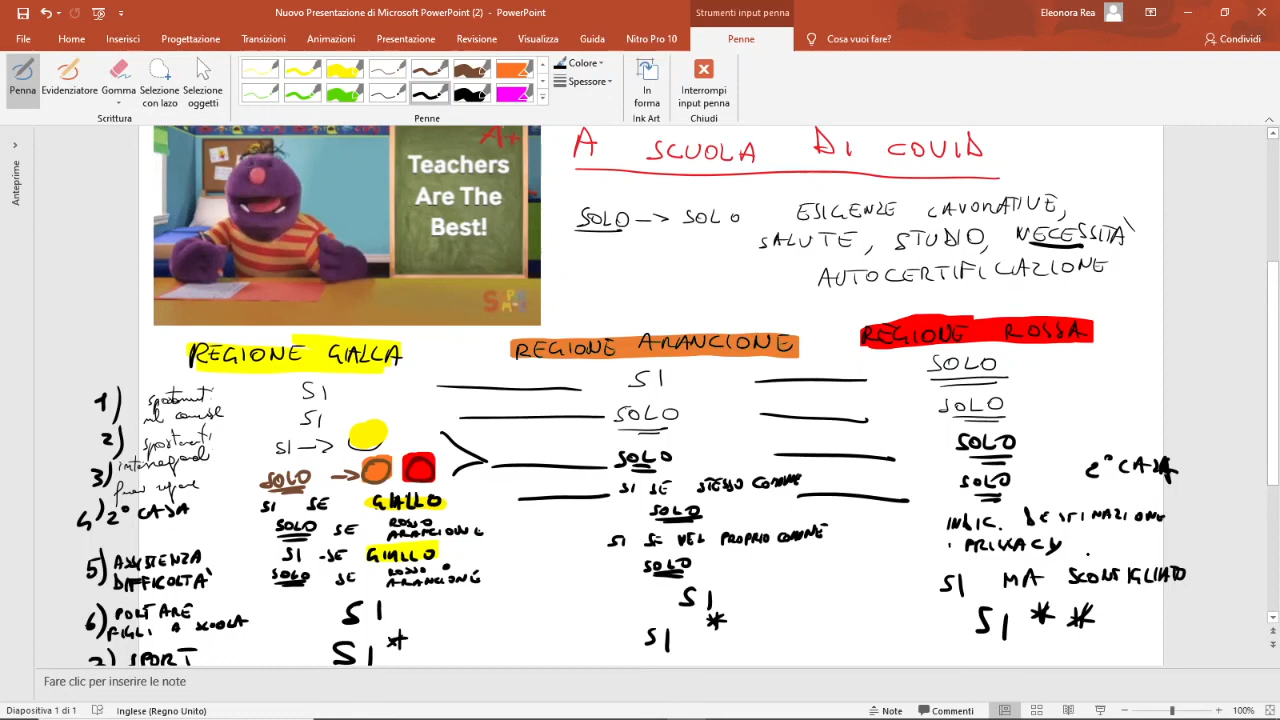 Nuovo Presentazione di Microsoft PowerPoint (2) - PowerPoint
Strumenti input penna
Eleonora Rea
File Home Inserisci Progettazione Transizioni Animazioni Presentazione Revisione Visualizza Guida Nitro Pro 10 Penne Cosa vuoi fare? Condividi
Penna Evidenziatore Gomma Selezione con lazo Selezione oggetti
Colore
Spessore
In forma
Interrompi input penna
Scrittura Penne Ink Art Chiudi
Anteprime
A+
Teachers
Are The
Best!
A SCUOLA DI COVID
SOLO → SOLO ESIGENZE LAVORATIVE,
SALUTE, STUDIO, NECESSITÀ
AUTOCERTIFICAZIONE
REGIONE GIALLA REGIONE ARANCIONE REGIONE ROSSA
1) spostamenti nel comune SI SI SOLO
2) spostamenti SI SOLO SOLO
3) fuori regione SI → SOLO SOLO
SOLO → SOLO
4) 2° CASA SI SE GIALLO SI SE STESSO COMUNE 2° CASA
SOLO SE ROSSO ARANCIONE SOLO INDIC. DESTINAZIONE
5) ASSISTENZA DIFFICOLTÀ SI SE GIALLO SI SE NEL PROPRIO COMUNE PRIVACY
SOLO SE ROSSO O ARANCIONE SOLO
6) PORTARE FIGLI A SCUOLA SI SI SI MA SCONSIGLIATO
7) SPORT SI * SI * SI * *
Fare clic per inserire le note
Diapositiva 1 di 1 Inglese (Regno Unito) Note Commenti 100%